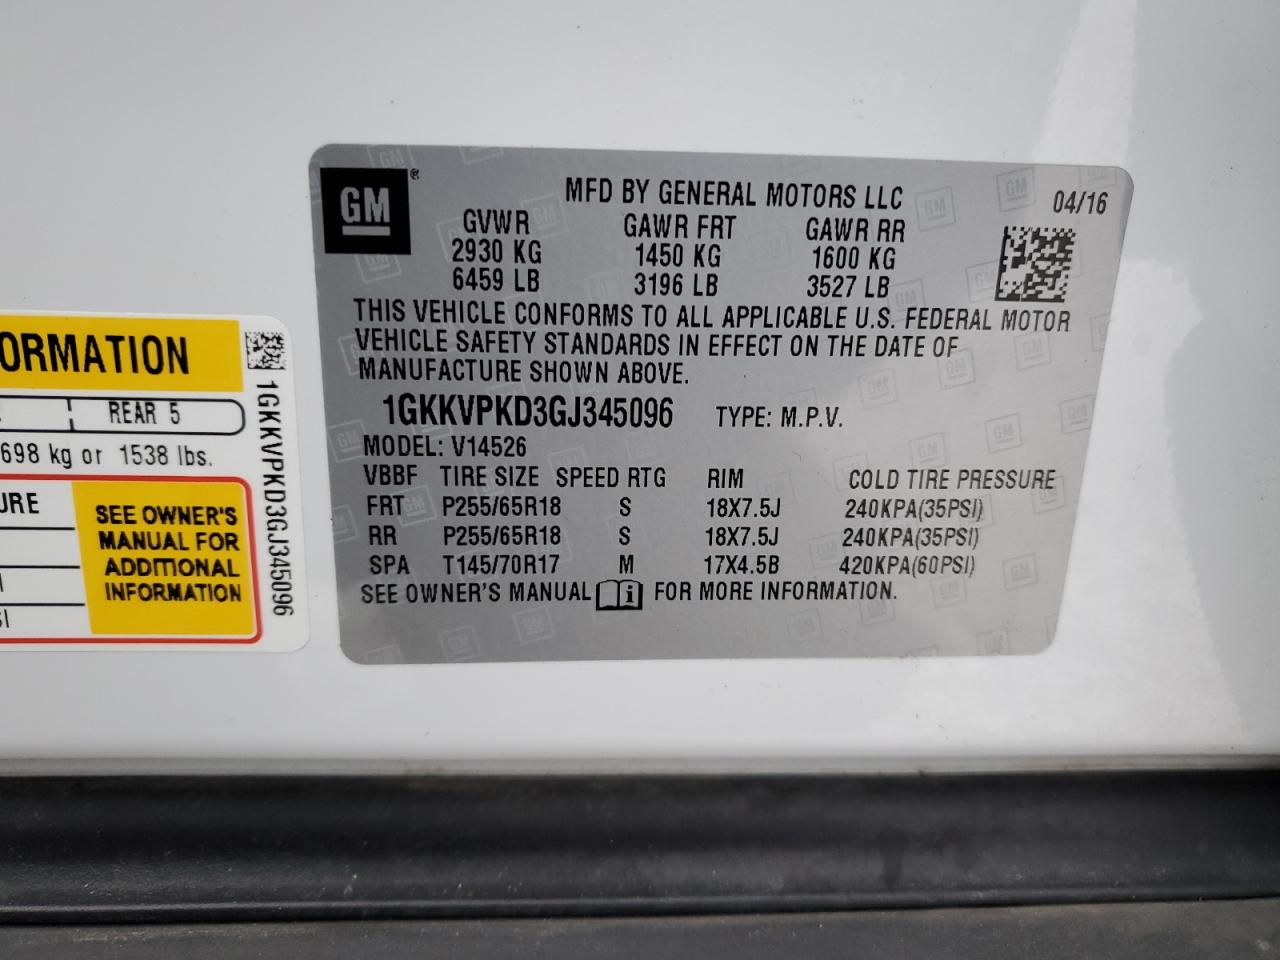 GM®
MFD BY GENERAL MOTORS LLC
04/16
GVWR GAWR FRT GAWR RR
2930 KG 1450 KG 1600 KG
6459 LB 3196 LB 3527 LB
THIS VEHICLE CONFORMS TO ALL APPLICABLE U.S. FEDERAL MOTOR
VEHICLE SAFETY STANDARDS IN EFFECT ON THE DATE OF
MANUFACTURE SHOWN ABOVE.
1GKKVPKD3GJ345096 TYPE: M.P.V.
MODEL: V14526
VBBF TIRE SIZE SPEED RTG RIM COLD TIRE PRESSURE
FRT P255/65R18 S 18X7.5J 240KPA(35PSI)
RR P255/65R18 S 18X7.5J 240KPA(35PSI)
SPA T145/70R17 M 17X4.5B 420KPA(60PSI)
SEE OWNER'S MANUAL i FOR MORE INFORMATION.
ORMATION
REAR 5
698 kg or 1538 lbs.
URE
SEE OWNER'S
MANUAL FOR
ADDITIONAL
INFORMATION
SI
1GKKVPKD3GJ345096